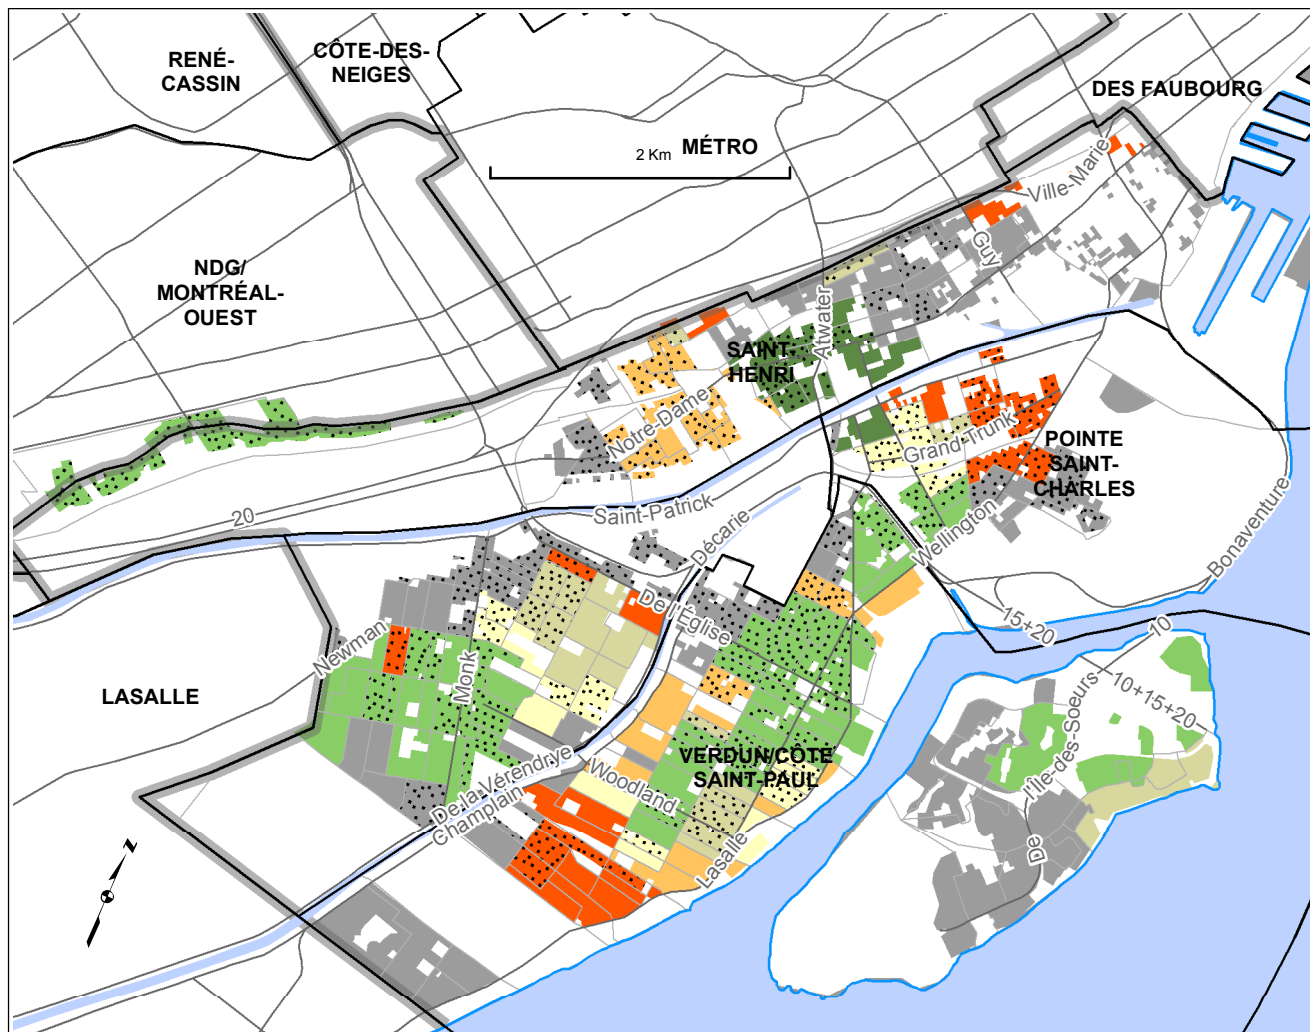 RENÉ-
CASSIN
CÔTE-DES-
NEIGES
DES FAUBOURG
2 Km
MÉTRO
Ville-Marie
Guy
NDG/
MONTRÉAL-
OUEST
Atwater
SAINT-
HENRI
Notre-Dame
Grand Trunk
POINTE
SAINT-
CHARLES
20
Saint-Patrick
Décarie
Wellington
Bonaventure
De l'Église
15+20
10
Newman
Monk
LASALLE
10+15+20
De l'Île-des-Soeurs
VERDUN/CÔTE
SAINT-PAUL
De la Vérendrye
Champlain
Woodland
Lasalle
N